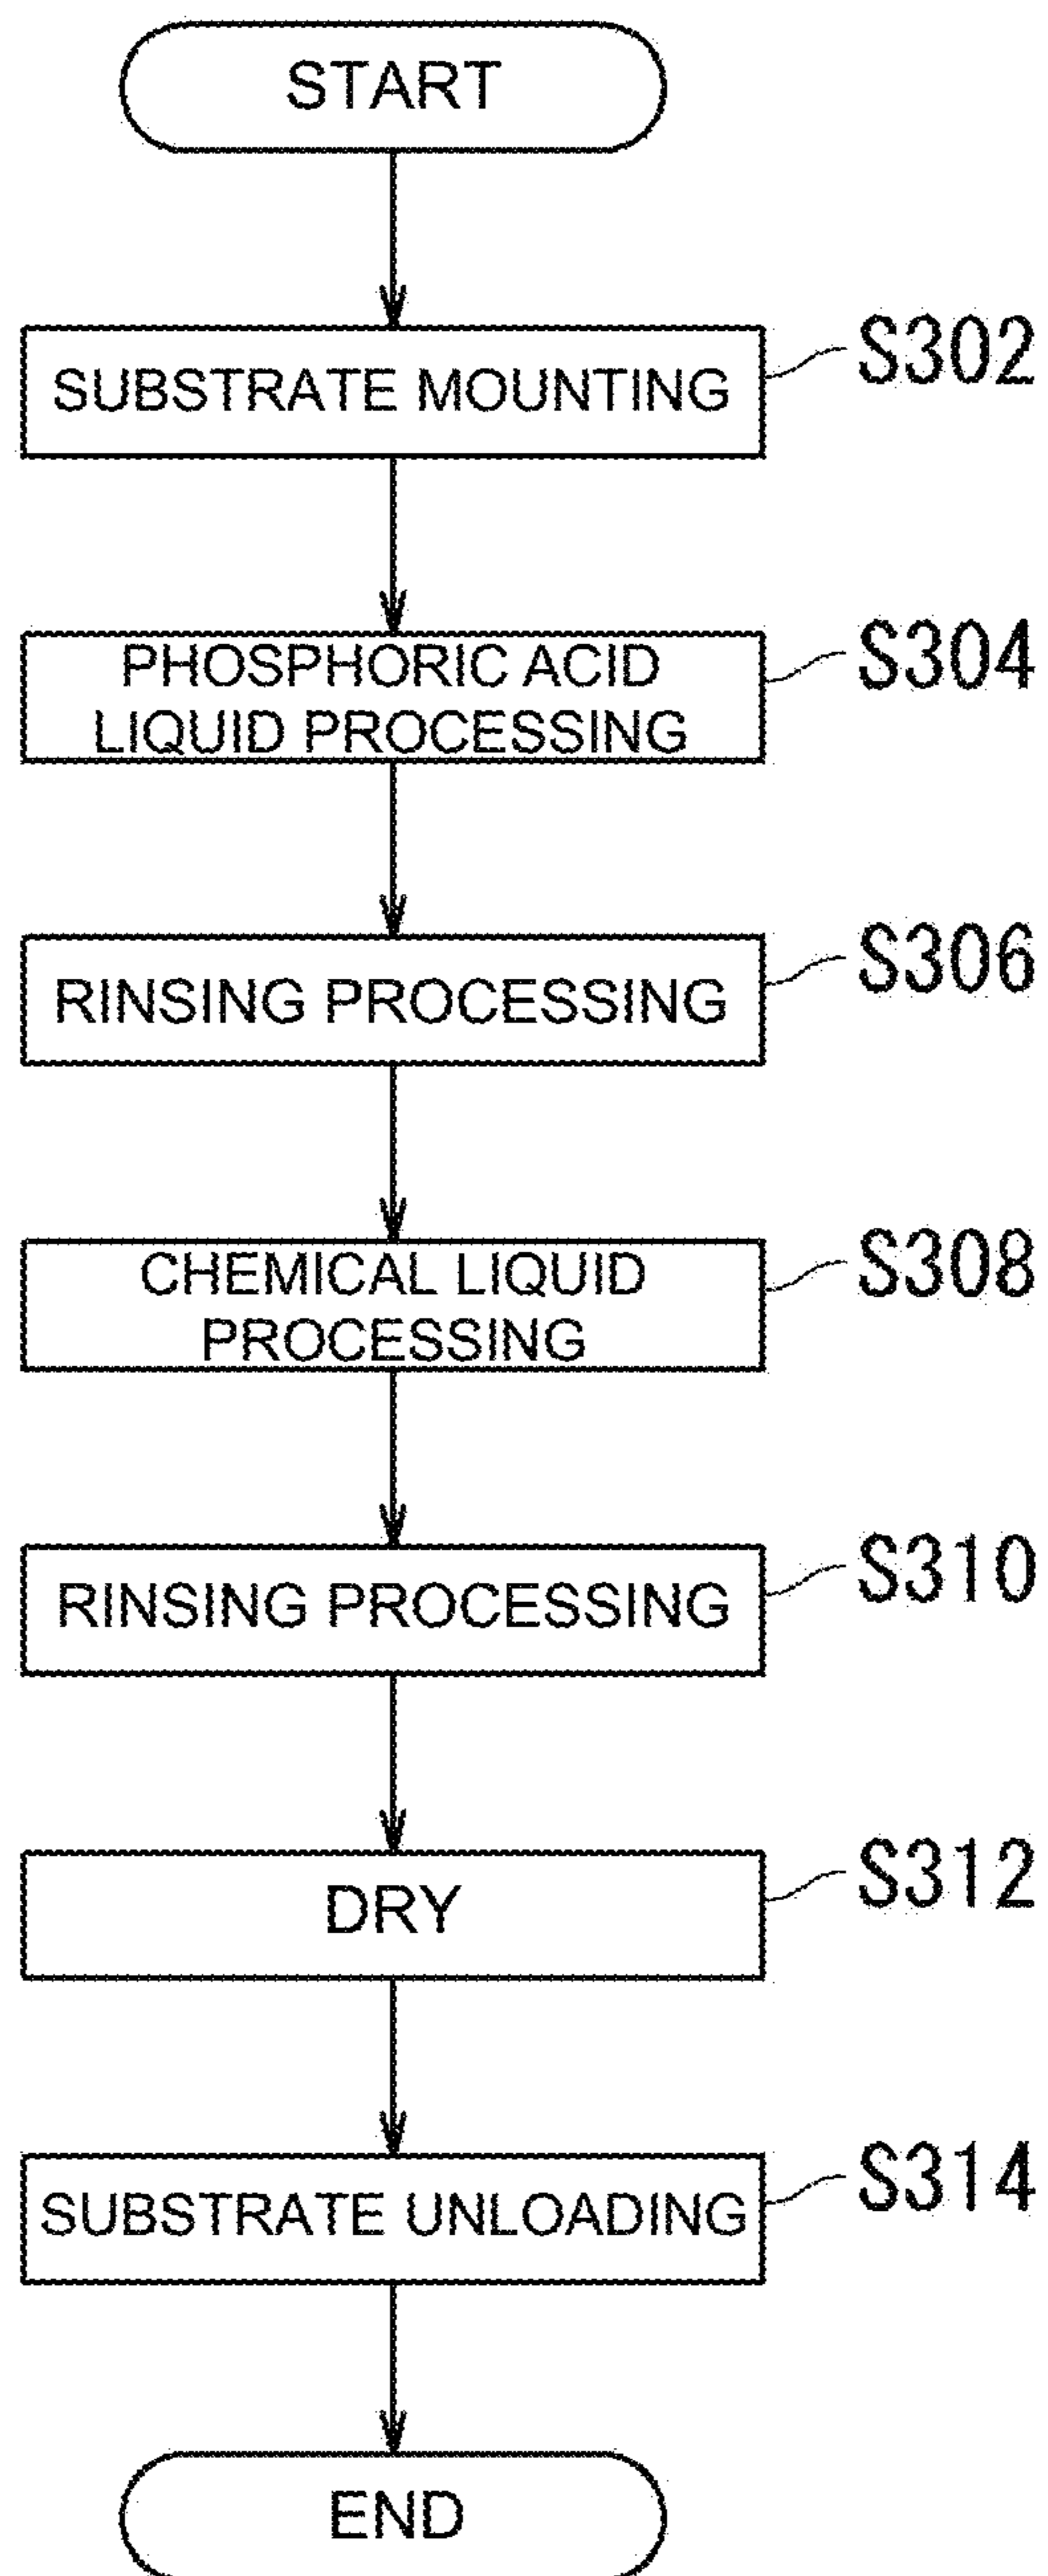 START
SUBSTRATE MOUNTING
S302
PHOSPHORIC ACID
LIQUID PROCESSING
S304
RINSING PROCESSING
S306
CHEMICAL LIQUID
PROCESSING
S308
RINSING PROCESSING
S310
DRY
S312
SUBSTRATE UNLOADING
S314
END